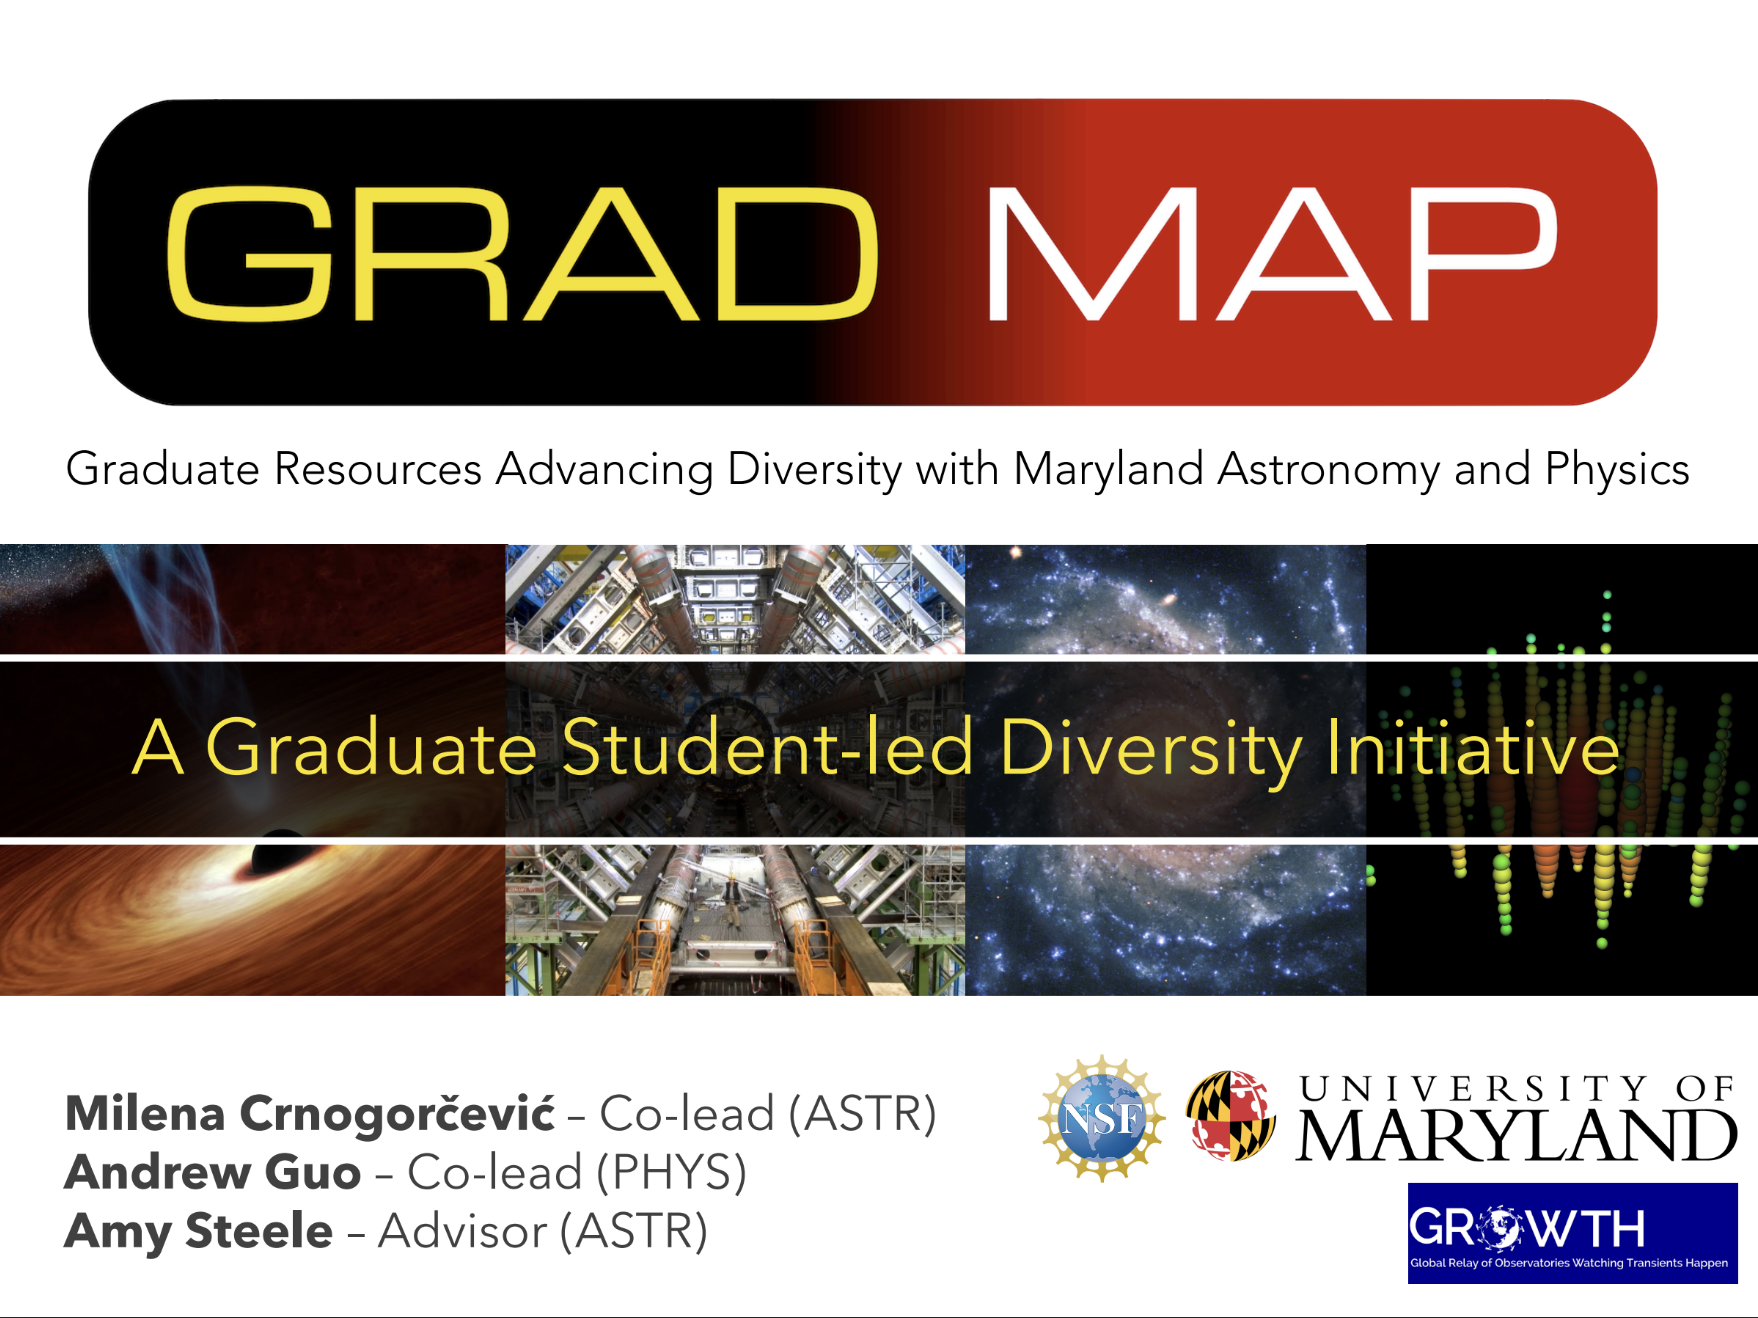 GRAD MAP
Graduate Resources Advancing Diversity with Maryland Astronomy and Physics
A Graduate Student-led Diversity Initiative
Milena Crnogorčević – Co-lead (ASTR)
Andrew Guo – Co-lead (PHYS)
Amy Steele – Advisor (ASTR)
NSF
UNIVERSITY OF
MARYLAND
GROWTH
Global Relay of Observatories Watching Transients Happen